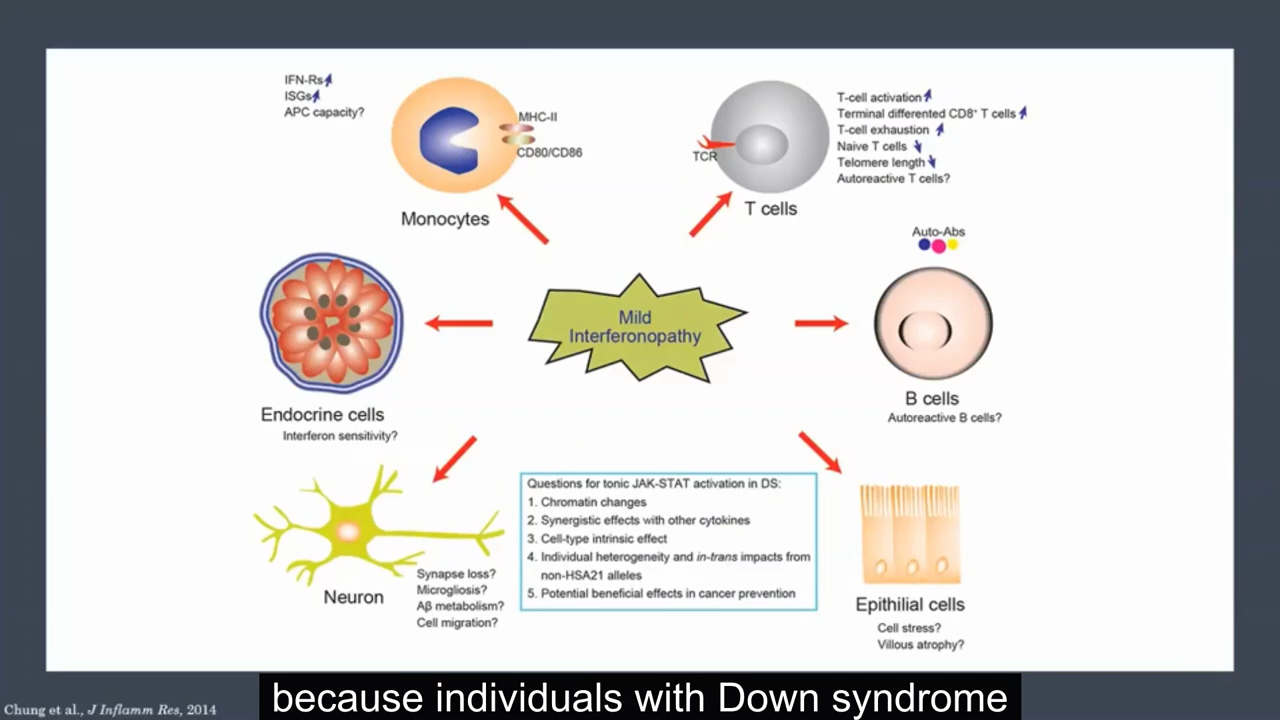 IFN-Rs
ISGs
APC capacity?
MHC-II
CD80/CD86
Monocytes
TCR
T cells
T-cell activation
Terminal differented CD8⁺ T cells
T-cell exhaustion
Naive T cells
Telomere length
Autoreactive T cells?
Auto-Abs
Mild
Interferonopathy
B cells
Autoreactive B cells?
Endocrine cells
Interferon sensitivity?
Neuron
Synapse loss?
Microgliosis?
Aβ metabolism?
Cell migration?
Questions for tonic JAK-STAT activation in DS:
1. Chromatin changes
2. Synergistic effects with other cytokines
3. Cell-type intrinsic effect
4. Individual heterogeneity and in-trans impacts from
non-HSA21 alleles
5. Potential beneficial effects in cancer prevention
Epithilial cells
Cell stress?
Villous atrophy?
Chung et al., J Inflamm Res, 2014
because individuals with Down syndrome